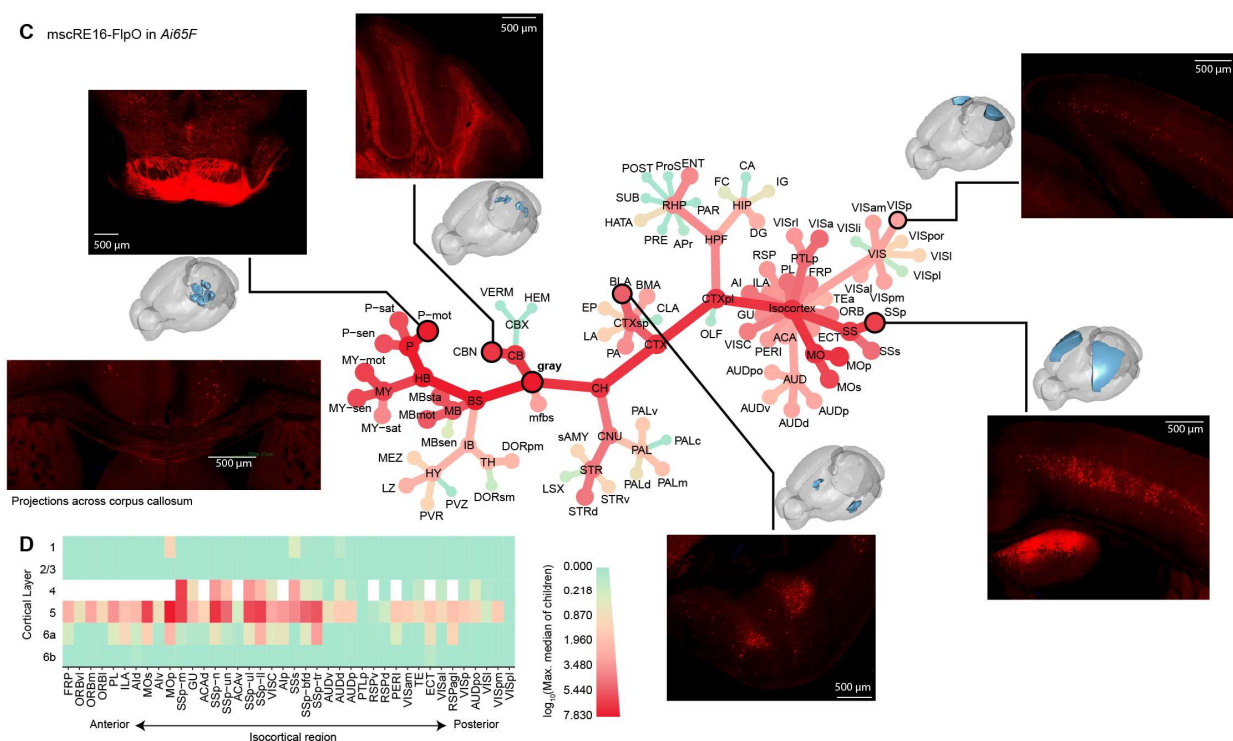 C mscRE16-FlpO in Ai65F
500 µm
500 µm
500 µm
500 µm
Projections across corpus callosum
500 µm
500 µm
POST
ProS
ENT
SUB
RHP
PAR
HATA
PRE
APr
FC
CA
IG
HIP
DG
HPF
VISrl
VISa
PTLp
RSP
PL
FRP
AI
ILA
VISli
VISam
VISp
VISpor
VIS
VISl
VISpl
VISal
VISpm
TEa
ORB
SSp
CTXpl
Isocortex
GU
SS
ECT
SSs
VISC
ACA
MO
MOp
PERI
MOs
AUDpo
AUD
AUDv
AUDp
AUDd
OLF
BLA
BMA
EP
CTXsp
CLA
LA
PA
CTX
VERM
HEM
CBX
CBN
CB
P-sat
P-mot
P-sen
P
MY-mot
HB
gray
CH
MY-sen
MY
MBsta
MB
BS
mfbs
MY-sat
MBmot
MBsen
IB
DORpm
MEZ
HY
TH
LZ
DORsm
PVR
PVZ
PALv
sAMY
CNU
PAL
PALc
STR
PALm
LSX
PALd
STRv
STRd
D
Cortical Layer
1
2/3
4
5
6a
6b
FRP
ORBvl
ORBm
ORBl
PL
ILA
AId
MOs
AIv
MOp
SSp-m
GU
ACAd
SSp-n
SSp-un
ACAv
SSp-ul
SSp-ll
VISC
AIp
SSs
SSp-bfd
SSp-tr
AUDv
AUDd
AUDp
PTLp
RSPv
RSPd
PERI
VISam
TE
ECT
VISal
RSPagl
VISp
AUDpo
VISl
VISpm
VISpl
Anterior
Posterior
Isocortical region
log10(Max. median of children)
0.000
0.218
0.870
1.960
3.480
5.440
7.830
500 µm